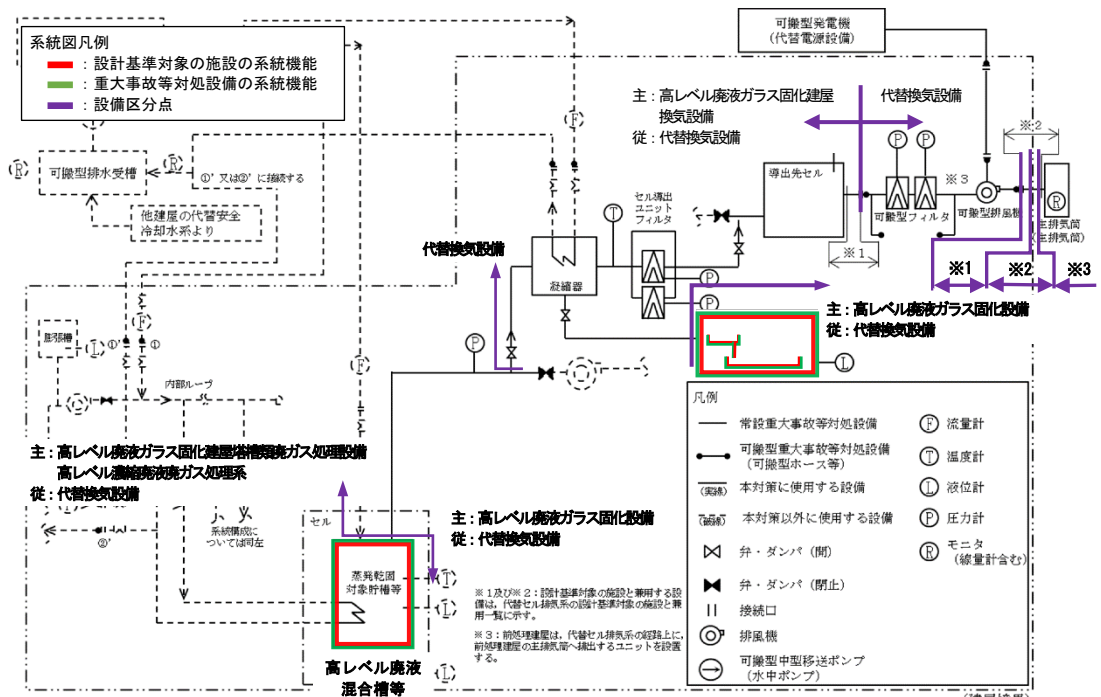 系統図凡例
：設計基準対象の施設の系統機能
：重大事故等対処設備の系統機能
：設備区分点
可搬型発電機
(代替電源設備)
主：高レベル廃液ガラス固化建屋
換気設備
従：代替換気設備
代替換気設備
※2
F
F
R
R
可搬型排水受槽
①’又は②’に接続する
他建屋の代替安全
冷却水系より
導出先セル
P
P
※3
可搬型フィルタ
可搬型排風機
R
主排気筒
(主排気筒)
※1
T
セル導出
ユニット
フィルタ
凝縮器
P
P
代替換気設備
※1
※2
※3
主：高レベル廃液ガラス固化設備
従：代替換気設備
L
膨張槽
L
①’
F
①
F
P
内部ループ
主：高レベル廃液ガラス固化建屋塔槽類廃ガス処理設備
高レベル濃縮廃液廃ガス処理系
従：代替換気設備
②’
系統構成に
ついては可左
セル
主：高レベル廃液ガラス固化設備
従：代替換気設備
蒸発乾固
対象貯槽等
T
L
L
高レベル廃液
混合槽等
※1及び※2：設計基準対象の施設と兼用する設
備は，代替セル排気系の設計基準対象の施設と兼
用一覧に示す。
※3：前処理建屋は，代替セル排気系の経路上に，
前処理建屋の主排気筒へ排出するユニットを設置
する。
凡例
常設重大事故等対処設備
可搬型重大事故等対処設備
(可搬型ホース等)
(実線) 本対策に使用する設備
(破線) 本対策以外に使用する設備
弁・ダンパ（開）
弁・ダンパ（閉止）
接続口
排風機
可搬型中型移送ポンプ
(水中ポンプ)
F 流量計
T 温度計
L 液位計
P 圧力計
R モニタ
(線量計含む)